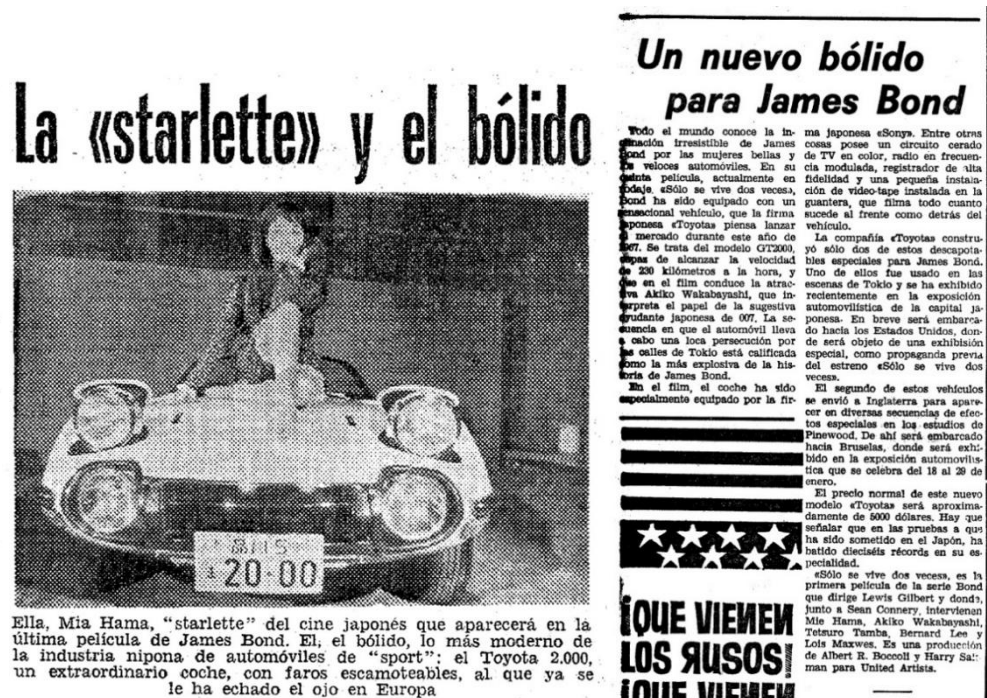 La «starlette» y el bólido
15
20-00
Ella, Mia Hama, "starlette" del cine japonés que aparecerá en la
última película de James Bond. El, el bólido, lo más moderno de
la industria nipona de automóviles de "sport": el Toyota 2.000,
un extraordinario coche, con faros escamoteables, al que ya se
le ha echado el ojo en Europa
Un nuevo bólido
para James Bond
Todo el mundo conoce la in-
clinación irresistible de James
Bond por las mujeres bellas y
los veloces automóviles. En su
quinta película, actualmente en
rodaje, «Sólo se vive dos veces»,
Bond ha sido equipado con un
sensacional vehículo, que la firma
japonesa «Toyota» piensa lanzar
al mercado durante este año de
1967. Se trata del modelo GT2000,
capas de alcanzar la velocidad
de 230 kilómetros a la hora, y
que en el film conduce la atrac-
tiva Akiko Wakabayashi, que in-
terpreta el papel de la sugestiva
ayudante japonesa de 007. La se-
cuencia en que el automóvil lleva
a cabo una loca persecución por
las calles de Tokio está calificada
como la más explosiva de la his-
toria de James Bond.
En el film, el coche ha sido
especialmente equipado por la fir-
ma japonesa «Sony». Entre otras
cosas posee un circuito cerado
de TV en color, radio en frecuen-
cia modulada, registrador de alta
fidelidad y una pequeña instala-
ción de video-tape instalada en la
guantera, que filma todo cuanto
sucede al frente como detrás del
vehículo.
La compañía «Toyota» constru-
yó sólo dos de estos descapota-
bles especiales para James Bond.
Uno de ellos fue usado en las
escenas de Tokio y se ha exhibido
recientemente en la exposición
automovilística de la capital ja-
ponesa. En breve será embarca-
do hacia los Estados Unidos, don-
de será objeto de una exhibisión
especial, como propaganda previa
del estreno «Sólo se vive dos
veces».
El segundo de estos vehículos
se envió a Inglaterra para apare-
cer en diversas secuencias de efec-
tos especiales en los estudios de
Pinewood. De ahí será embarcado
hacia Bruselas, donde será exhi-
bido en la exposición automovilís-
tica que se celebra del 18 al 29 de
enero.
El precio normal de este nuevo
modelo «Toyota» será aproxima-
damente de 5000 dólares. Hay que
señalar que en las pruebas a que
ha sido sometido en el Japón, ha
batido dieciséis récords en su es-
pecialidad.
«Sólo se vive dos veces», es la
primera película de la serie Bond
que dirige Lewis Gilbert y donde,
junto a Sean Connery, intervienen
Mie Hama, Akiko Wakabayashi,
Tetsuro Tamba, Bernard Lee y
Lois Maxwes. Es una producción
de Albert R. Boccoli y Harry Salt-
man para United Artists.
¡QUE VIENEN
LOS RUSOS!
¡QUE VIENEN